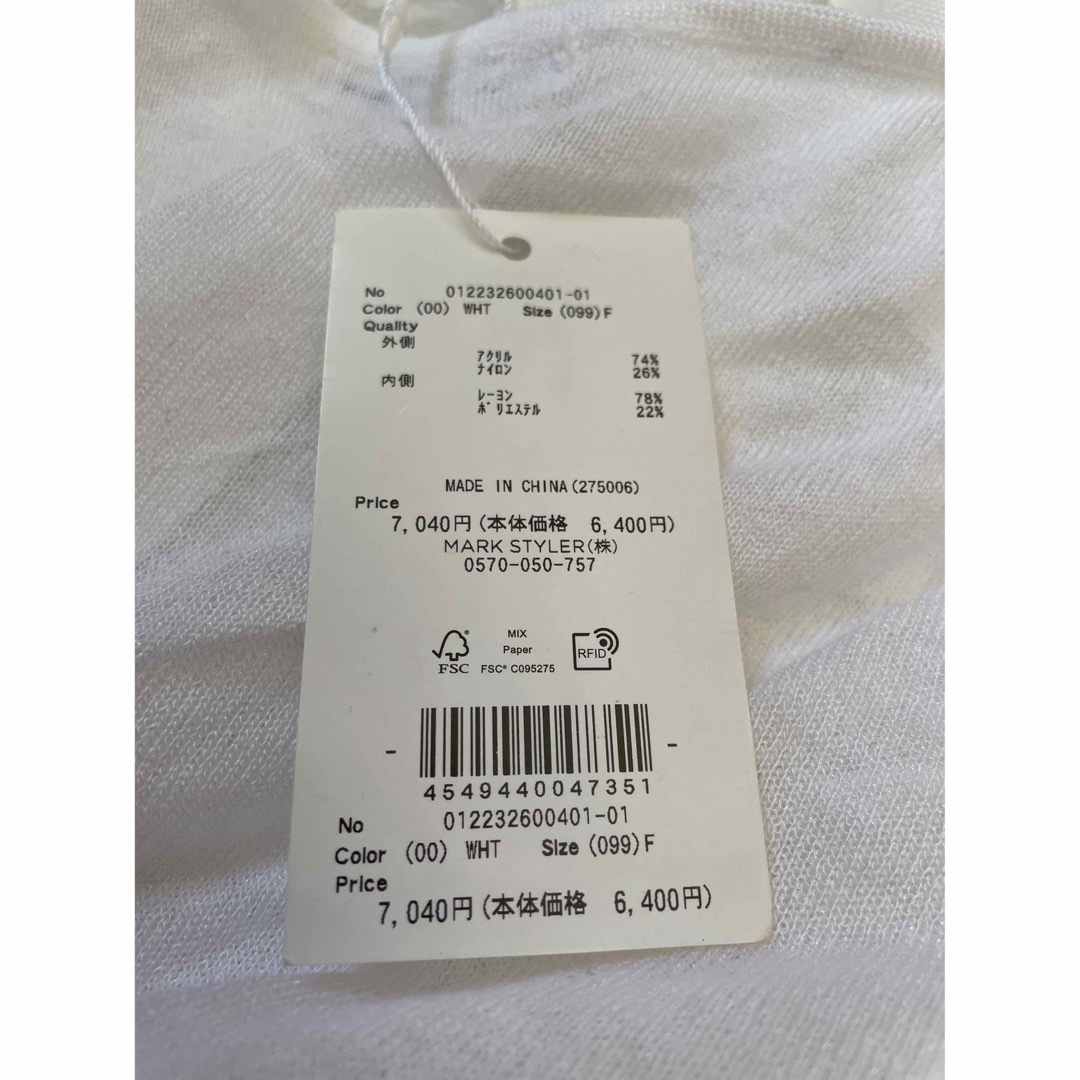 No 012232600401-01
Color (00) WHT Size (099) F
Quality
外側
ｱｸﾘﾙ 74%
ﾅｲﾛﾝ 26%
内側
ﾚｰﾖﾝ 78%
ﾎﾟﾘｴｽﾃﾙ 22%
MADE IN CHINA(275006)
Price
7,040円(本体価格 6,400円)
MARK STYLER(株)
0570-050-757
FSC
MIX
Paper
FSC® C095275
RFID
4549440047351
No 012232600401-01
Color (00) WHT Size (099) F
Price
7,040円(本体価格 6,400円)